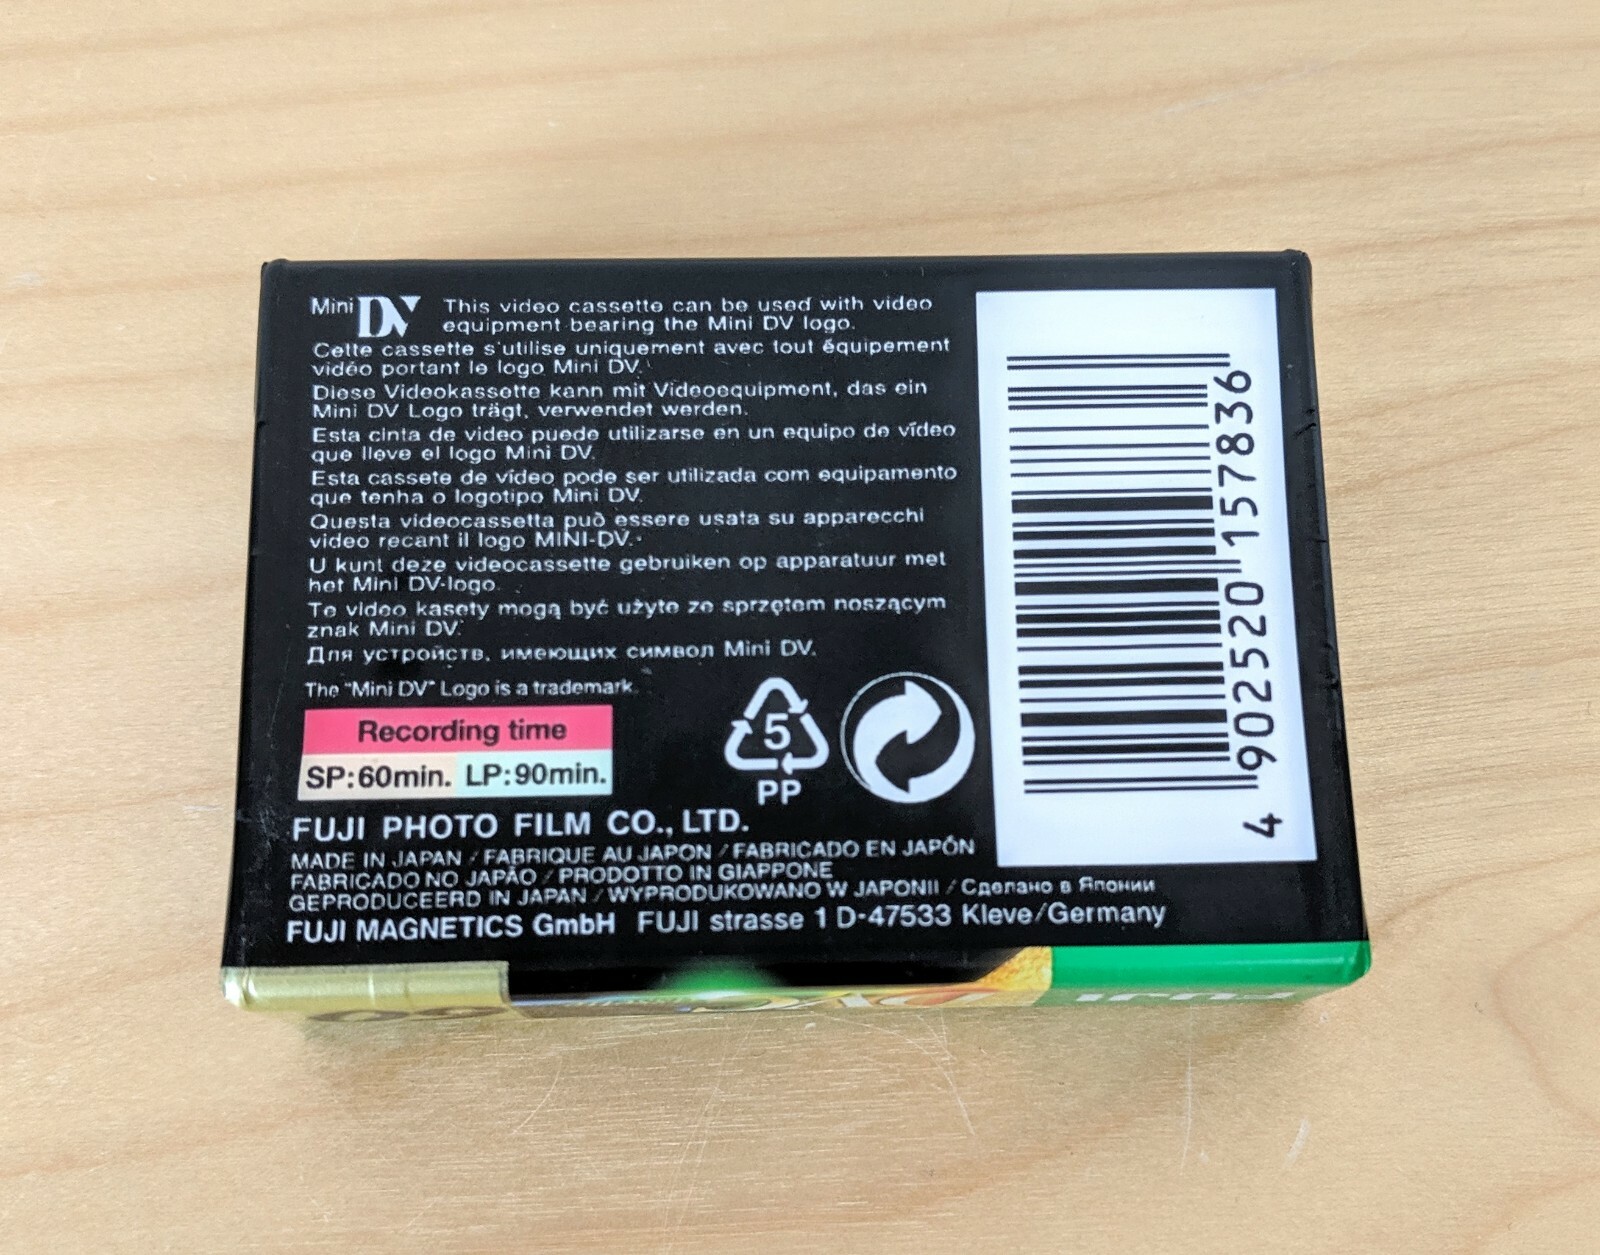 Mini DV This video cassette can be used with video
equipment bearing the Mini DV logo.
Cette cassette s'utilise uniquement avec tout équipement
vidéo portant le logo Mini DV.
Diese Videokassette kann mit Videoequipment, das ein
Mini DV Logo trägt, verwendet werden.
Esta cinta de video puede utilizarse en un equipo de vídeo
que lleve el logo Mini DV.
Esta cassete de vídeo pode ser utilizada com equipamento
que tenha o logotipo Mini DV.
Questa videocassetta può essere usata su apparecchi
video recant il logo MINI-DV.
U kunt deze videocassette gebruiken op apparatuur met
het Mini DV-logo.
Te video kasety mogą być użyte ze sprzętem noszącym
znak Mini DV.
Для устройств, имеющих символ Mini DV.
The "Mini DV" Logo is a trademark.
Recording time
SP:60min. LP:90min.
5
PP
FUJI PHOTO FILM CO., LTD.
MADE IN JAPAN / FABRIQUE AU JAPON / FABRICADO EN JAPÓN
FABRICADO NO JAPÃO / PRODOTTO IN GIAPPONE
GEPRODUCEERD IN JAPAN / WYPRODUKOWANO W JAPONII / Сделано в Японии
FUJI MAGNETICS GmbH FUJI strasse 1 D-47533 Kleve/Germany
4 902520 157836
FUJI